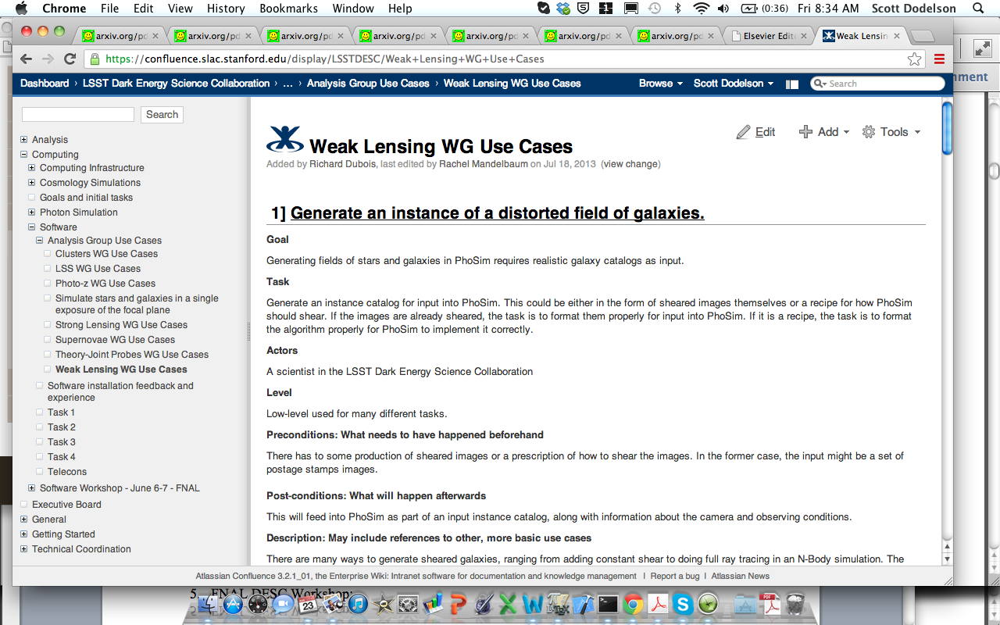 Chrome File Edit View History Bookmarks Window Help 1 (0:36) Fri 8:34 AM Scott Dodelson
arxiv.org/pd arxiv.org/pd arxiv.org/pd arxiv.org/pd arxiv.org/pd arxiv.org/pd arxiv.org/pd Elsevier Edit Weak Lensin
https://confluence.slac.stanford.edu/display/LSSTDESC/Weak+Lensing+WG+Use+Cases
Dashboard › LSST Dark Energy Science Collaboration › ... › Analysis Group Use Cases › Weak Lensing WG Use Cases Browse Scott Dodelson Search
nment
Search
Analysis
Computing
Computing Infrastructure
Cosmology Simulations
Goals and initial tasks
Photon Simulation
Software
Analysis Group Use Cases
Clusters WG Use Cases
LSS WG Use Cases
Photo-z WG Use Cases
Simulate stars and galaxies in a single
exposure of the focal plane
Strong Lensing WG Use Cases
Supernovae WG Use Cases
Theory-Joint Probes WG Use Cases
Weak Lensing WG Use Cases
Software installation feedback and
experience
Task 1
Task 2
Task 3
Task 4
Telecons
Software Workshop - June 6-7 - FNAL
Executive Board
General
Getting Started
Technical Coordination
Edit Add Tools
Weak Lensing WG Use Cases
Added by Richard Dubois, last edited by Rachel Mandelbaum on Jul 18, 2013 (view change)
1] Generate an instance of a distorted field of galaxies.
Goal
Generating fields of stars and galaxies in PhoSim requires realistic galaxy catalogs as input.
Task
Generate an instance catalog for input into PhoSim. This could be either in the form of sheared images themselves or a recipe for how PhoSim
should shear. If the images are already sheared, the task is to format them properly for input into PhoSim. If it is a recipe, the task is to format
the algorithm properly for PhoSim to implement it correctly.
Actors
A scientist in the LSST Dark Energy Science Collaboration
Level
Low-level used for many different tasks.
Preconditions: What needs to have happened beforehand
There has to some production of sheared images or a prescription of how to shear the images. In the former case, the input might be a set of
postage stamps images.
Post-conditions: What will happen afterwards
This will feed into PhoSim as part of an input instance catalog, along with information about the camera and observing conditions.
Description: May include references to other, more basic use cases
There are many ways to generate sheared galaxies, ranging from adding constant shear to doing full ray tracing in an N-Body simulation. The
Atlassian Confluence 3.2.1_01, the Enterprise Wiki: Intranet software for documentation and knowledge management | Report a bug | Atlassian News
5. FNAL DESC Workshop:
23